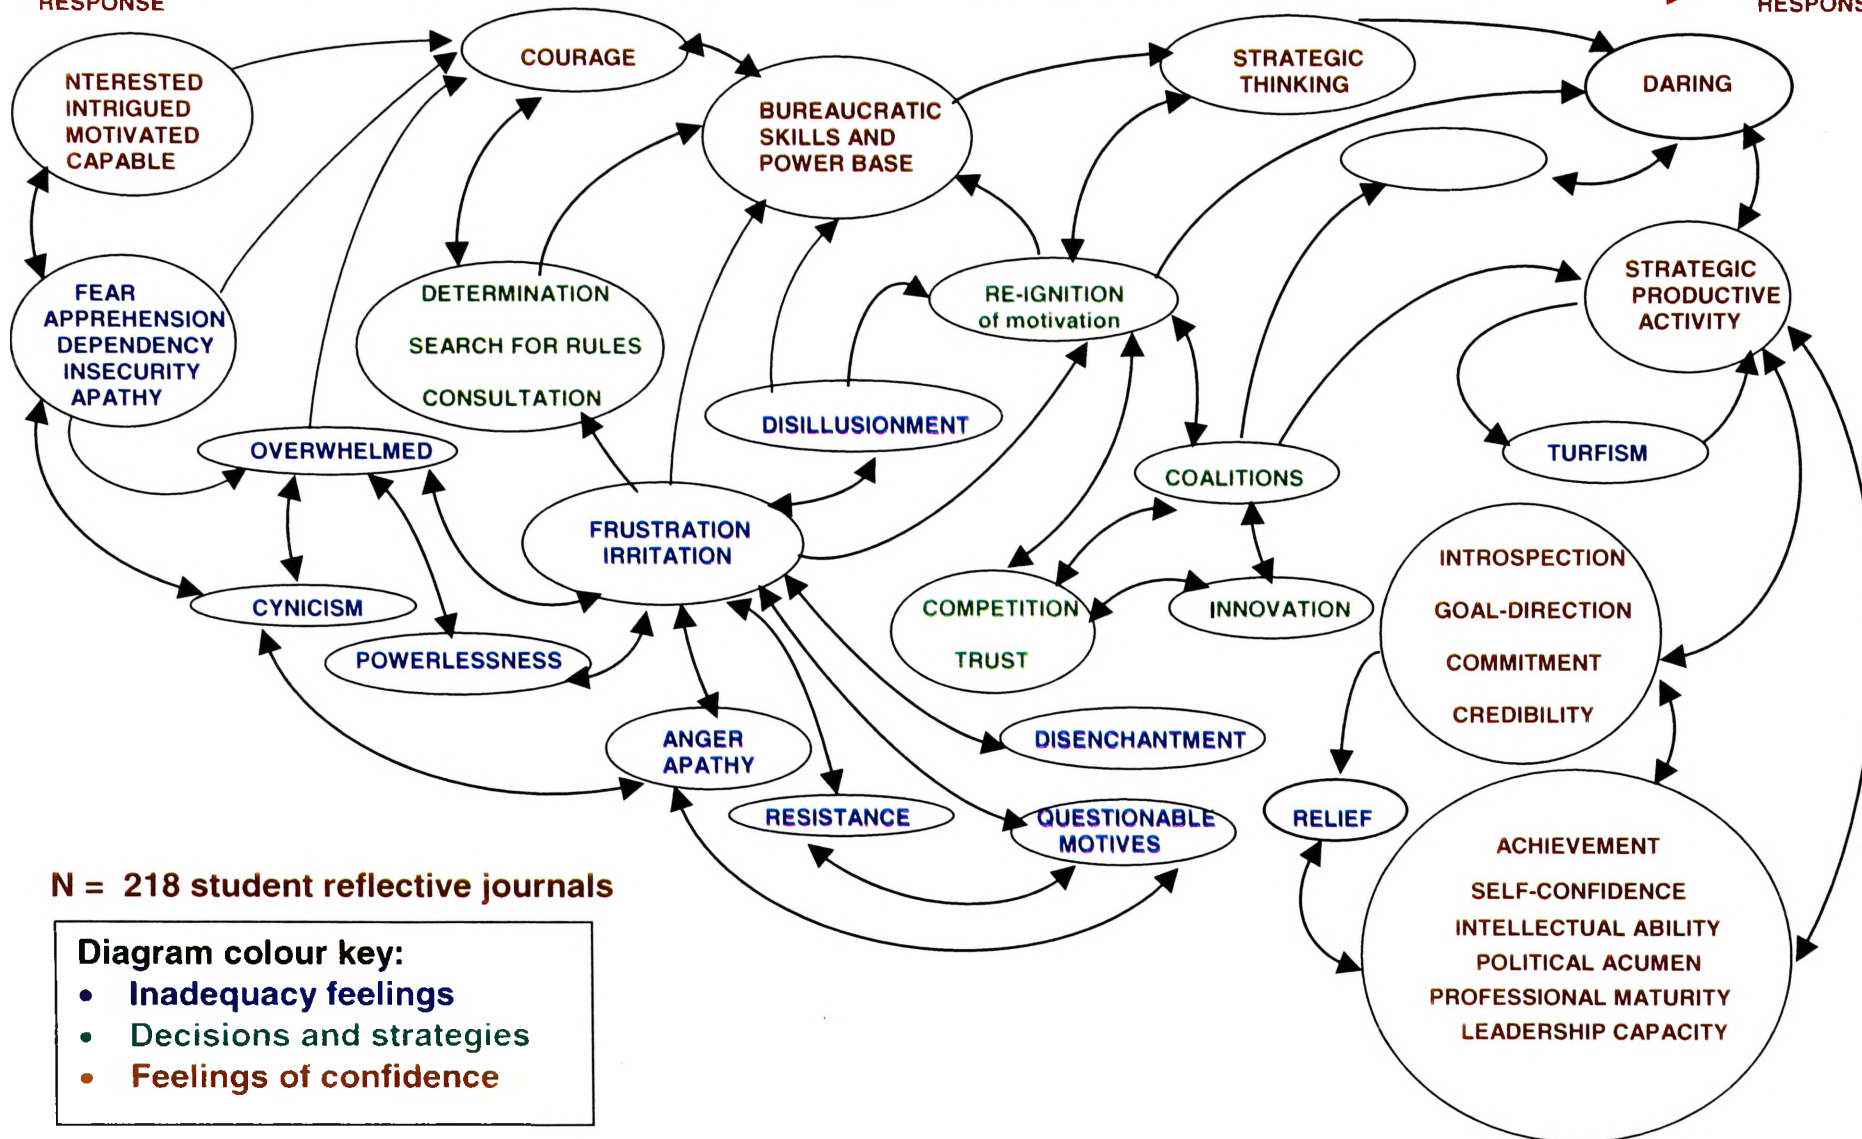 RESPONSE
RESPONS
NTERESTED
INTRIGUED
MOTIVATED
CAPABLE
COURAGE
BUREAUCRATIC
SKILLS AND
POWER BASE
STRATEGIC
THINKING
DARING
FEAR
APPREHENSION
DEPENDENCY
INSECURITY
APATHY
DETERMINATION
SEARCH FOR RULES
CONSULTATION
RE-IGNITION
of motivation
STRATEGIC
PRODUCTIVE
ACTIVITY
OVERWHELMED
DISILLUSIONMENT
COALITIONS
TURFISM
FRUSTRATION
IRRITATION
CYNICISM
POWERLESSNESS
COMPETITION
TRUST
INNOVATION
INTROSPECTION
GOAL-DIRECTION
COMMITMENT
CREDIBILITY
ANGER
APATHY
DISENCHANTMENT
RESISTANCE
QUESTIONABLE
MOTIVES
RELIEF
ACHIEVEMENT
SELF-CONFIDENCE
INTELLECTUAL ABILITY
POLITICAL ACUMEN
PROFESSIONAL MATURITY
LEADERSHIP CAPACITY
N = 218 student reflective journals
Diagram colour key:
• Inadequacy feelings
• Decisions and strategies
• Feelings of confidence